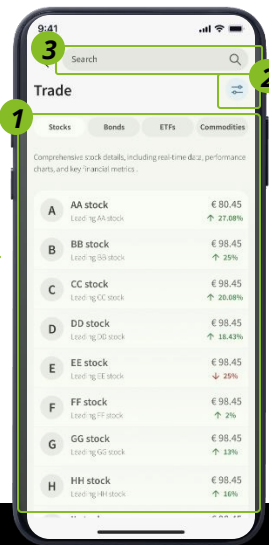 9:41
3
Search
Trade
2
1
Stocks Bonds ETFs Commodities
Comprehensive stock details, including real-time data, performance
charts, and key financial metrics.
A AA stock € 80.45
Leading AA stock ↑ 27.08%
B BB stock € 98.45
Leading BB stock ↑ 25%
C CC stock € 98.45
Leading CC stock ↑ 20.08%
D DD stock € 98.45
Leading DD stock ↑ 18.43%
E EE stock € 98.45
Leading EE stock ↓ 25%
F FF stock € 98.45
Leading FF stock ↑ 2%
G GG stock € 98.45
Leading GG stock ↑ 13%
H HH stock € 98.45
Leading HH stock ↑ 16%